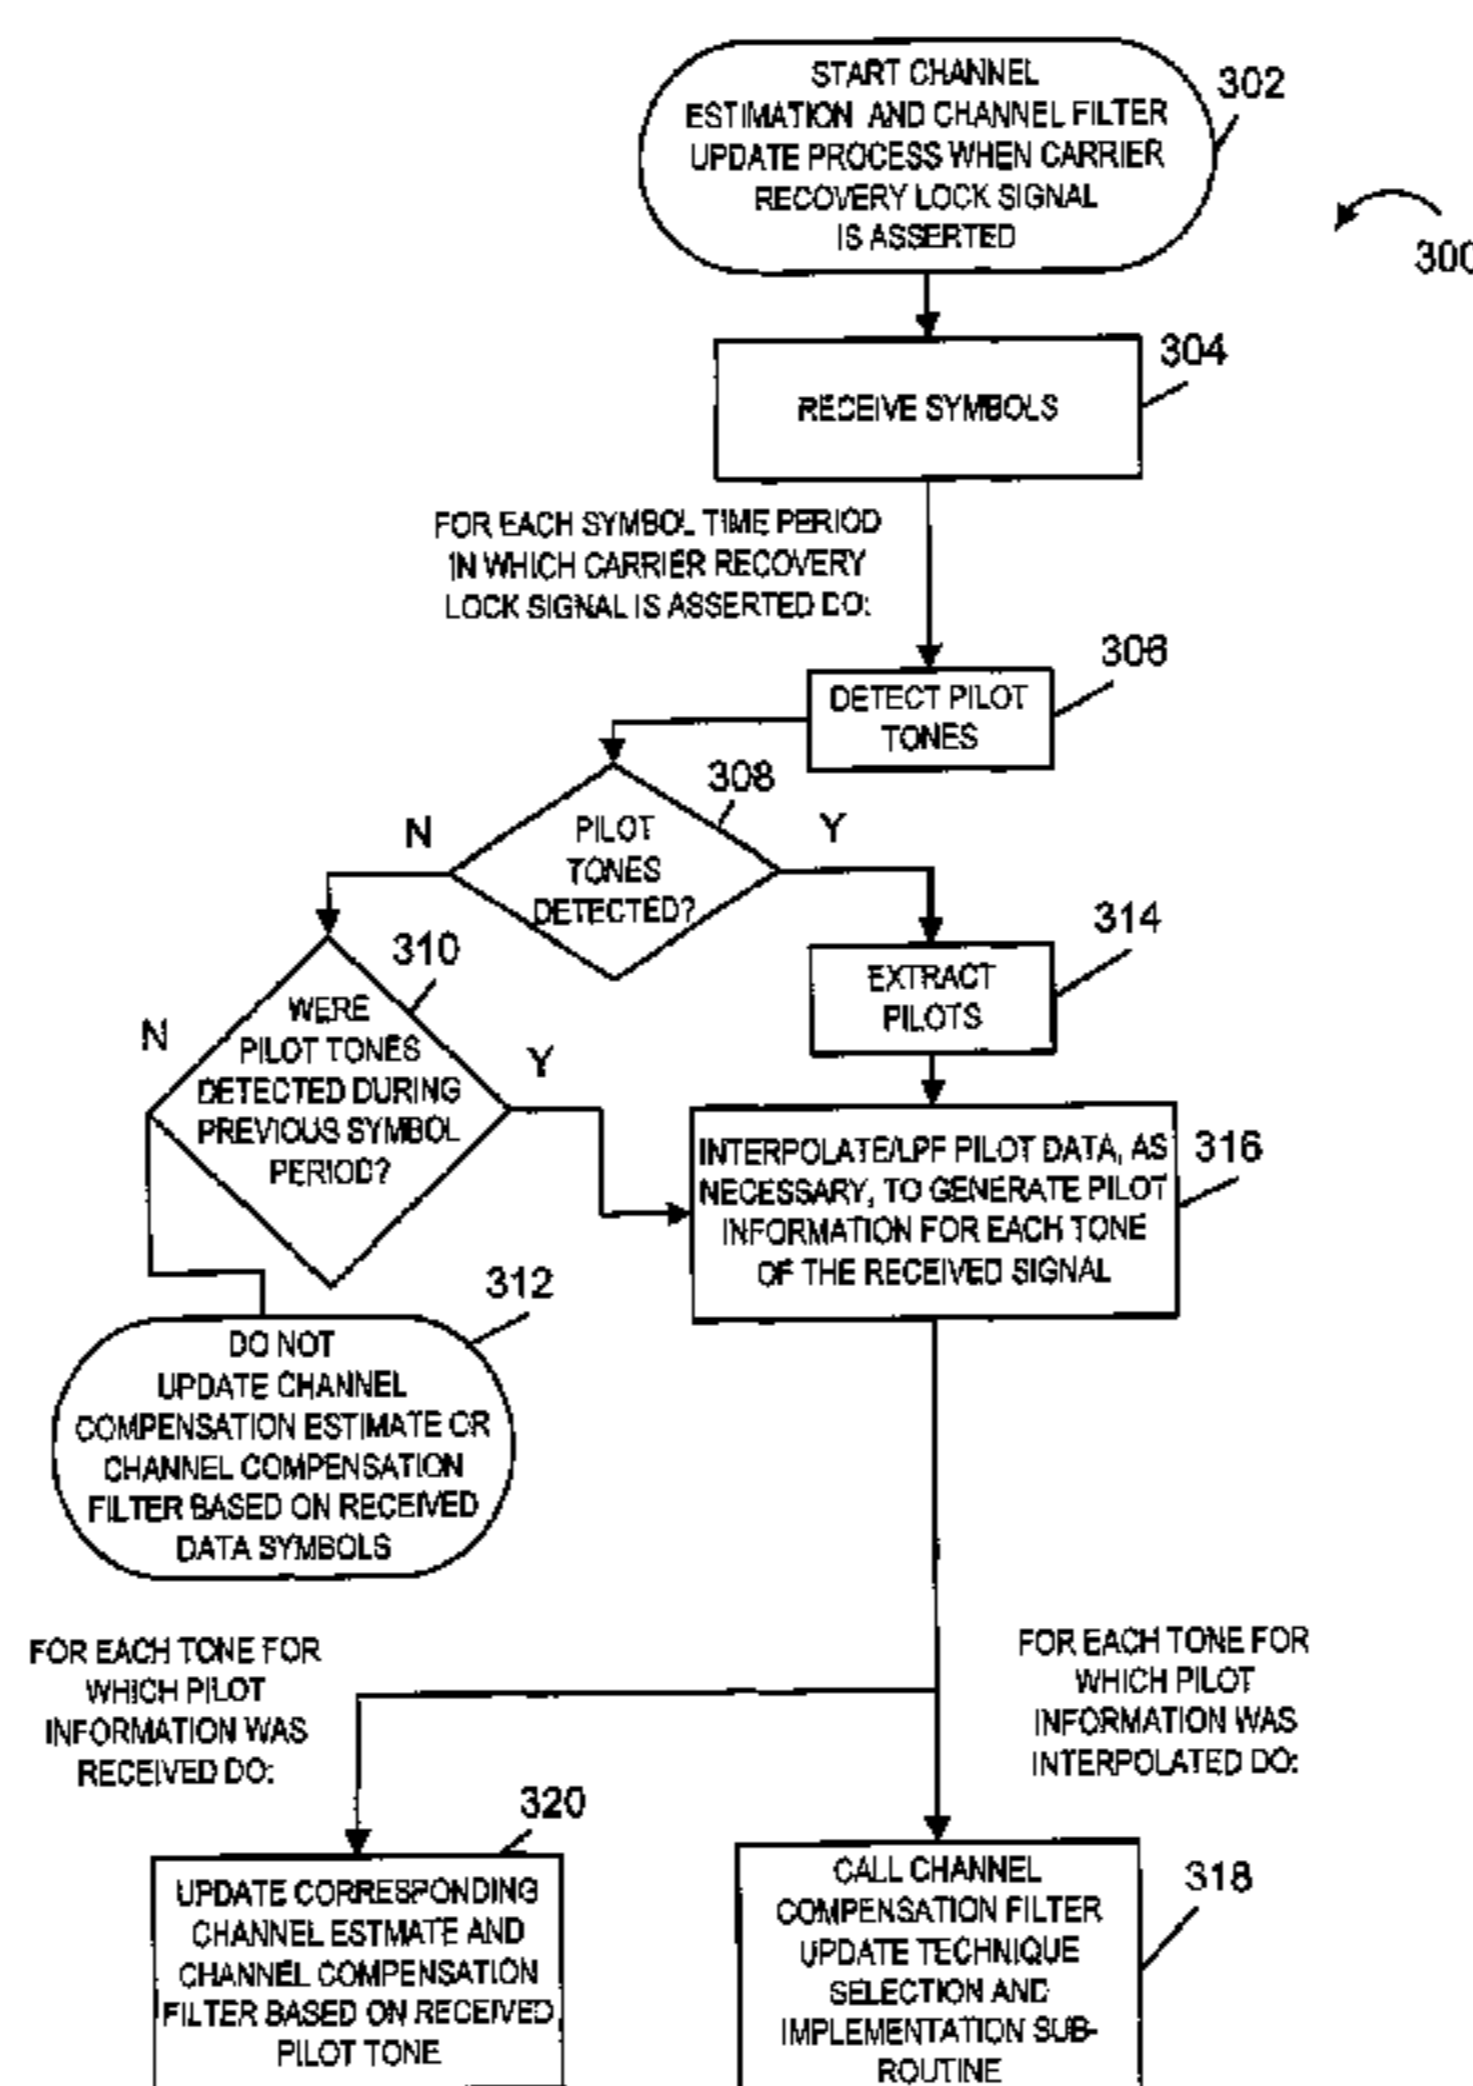 START CHANNEL
ESTIMATION AND CHANNEL FILTER
UPDATE PROCESS WHEN CARRIER
RECOVERY LOCK SIGNAL
IS ASSERTED
302
300
RECEIVE SYMBOLS
304
FOR EACH SYMBOL TIME PERIOD
IN WHICH CARRIER RECOVERY
LOCK SIGNAL IS ASSERTED DO:
DETECT PILOT
TONES
306
PILOT
TONES
DETECTED?
308
N
Y
EXTRACT
PILOTS
314
WERE
PILOT TONES
DETECTED DURING
PREVIOUS SYMBOL
PERIOD?
310
N
Y
INTERPOLATE/LPF PILOT DATA, AS
NECESSARY, TO GENERATE PILOT
INFORMATION FOR EACH TONE
OF THE RECEIVED SIGNAL
316
DO NOT
UPDATE CHANNEL
COMPENSATION ESTIMATE OR
CHANNEL COMPENSATION
FILTER BASED ON RECEIVED
DATA SYMBOLS
312
FOR EACH TONE FOR
WHICH PILOT
INFORMATION WAS
RECEIVED DO:
FOR EACH TONE FOR
WHICH PILOT
INFORMATION WAS
INTERPOLATED DO:
UPDATE CORRESPONDING
CHANNEL ESTMATE AND
CHANNEL COMPENSATION
FILTER BASED ON RECEIVED
PILOT TONE
320
CALL CHANNEL
COMPENSATION FILTER
UPDATE TECHNIQUE
SELECTION AND
IMPLEMENTATION SUB-
ROUTINE
318